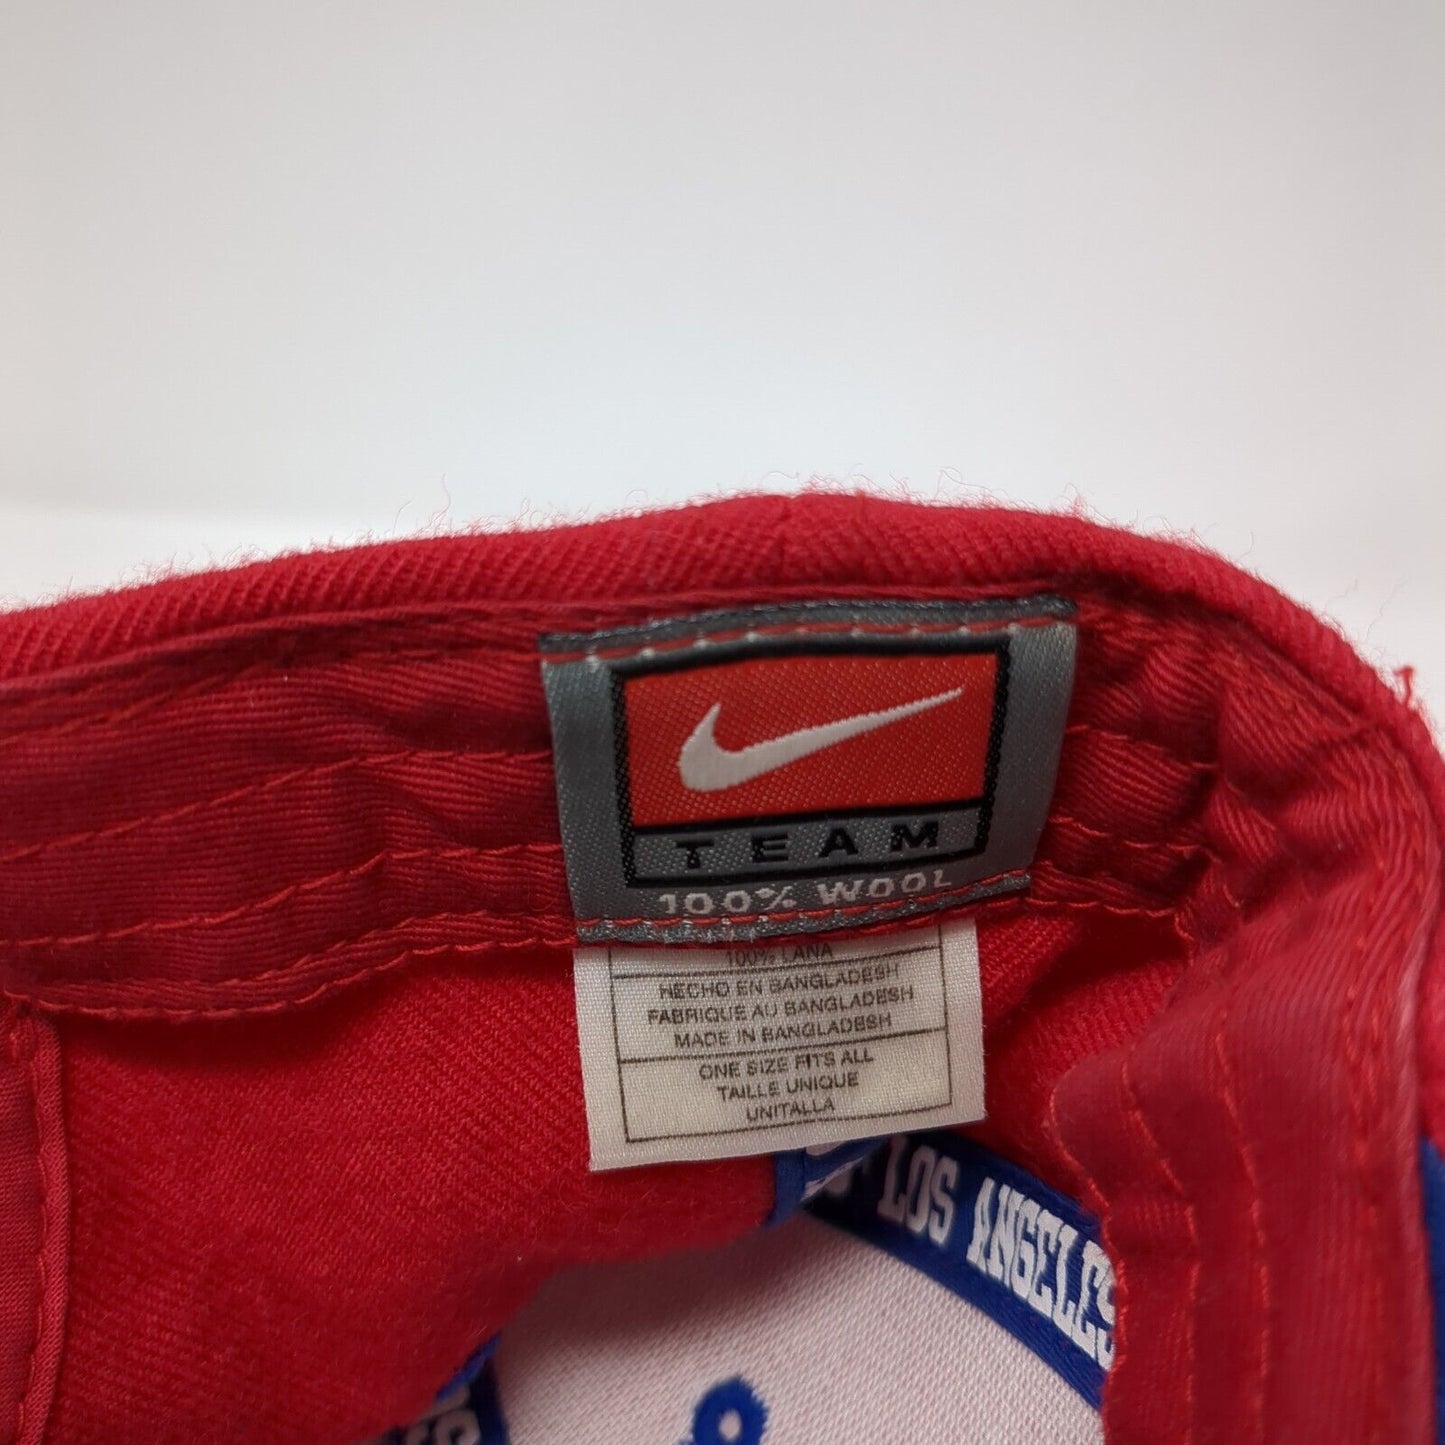 TEAM
100% WOOL
100% LANA
HECHO EN BANGLADESH
FABRIQUE AU BANGLADESH
MADE IN BANGLADESH
ONE SIZE FITS ALL
TAILLE UNIQUE
UNITALLA
LOS ANGELES